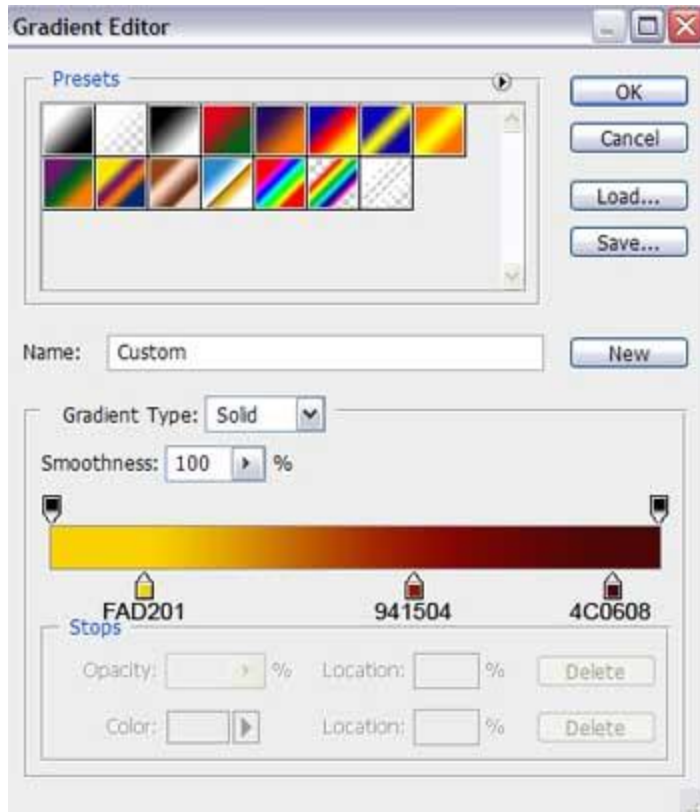 Gradient Editor
Presets
OK
Cancel
Load...
Save...
Name: Custom New
Gradient Type: Solid
Smoothness: 100 %
FAD201 941504 4C0608
Stops
Opacity: % Location: % Delete
Color: Location: % Delete